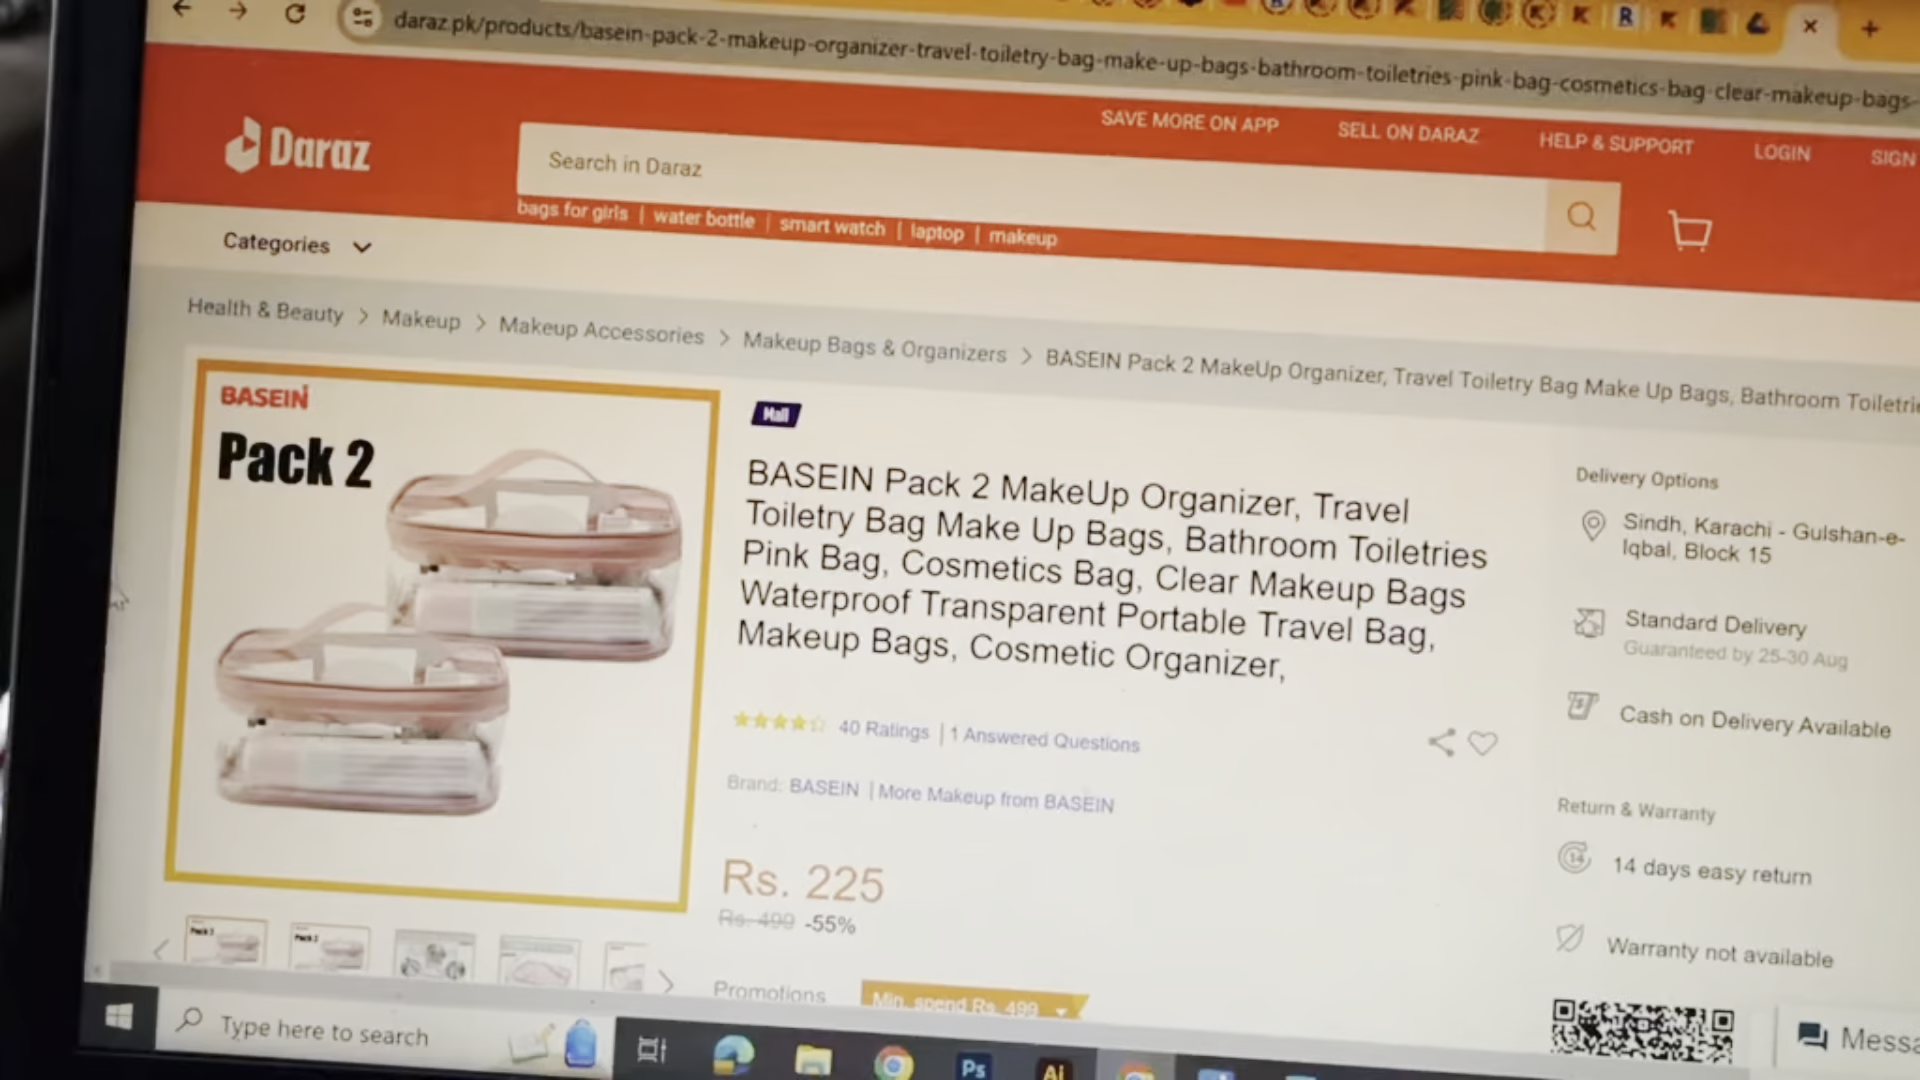 daraz.pk/products/basein-pack-2-makeup-organizer-travel-toiletry-bag-make-up-bags-bathroom-toiletries-pink-bag-cosmetics-bag-clear-makeup-bags-
SAVE MORE ON APP
SELL ON DARAZ
HELP & SUPPORT
LOGIN
SIGN
Daraz
Search in Daraz
bags for girls | water bottle | smart watch | laptop | makeup
Categories
Health & Beauty > Makeup > Makeup Accessories > Makeup Bags & Organizers > BASEIN Pack 2 MakeUp Organizer, Travel Toiletry Bag Make Up Bags, Bathroom
BASEIN
Pack 2
Mall
BASEIN Pack 2 MakeUp Organizer, Travel
Toiletry Bag Make Up Bags, Bathroom Toiletries
Pink Bag, Cosmetics Bag, Clear Makeup Bags
Waterproof Transparent Portable Travel Bag,
Makeup Bags, Cosmetic Organizer,
40 Ratings | 1 Answered Questions
Brand: BASEIN | More Makeup from BASEIN
Rs. 225
Rs. 499 -55%
Promotions
Min. spend Rs. 499
Delivery Options
Sindh, Karachi - Gulshan-e-
Iqbal, Block 15
Standard Delivery
Guaranteed by 25-30 Aug
Cash on Delivery Available
Return & Warranty
14
14 days easy return
Warranty not available
Pack 2
Pack 2
Type here to search
Ps
Ai